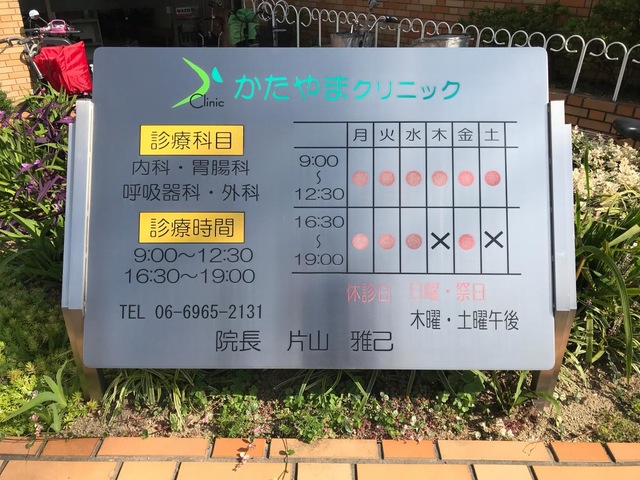 Clinic かたやまクリニック
診療科目
内科・胃腸科
呼吸器科・外科
診療時間
9:00〜12:30
16:30〜19:00
TEL 06-6965-2131
月 火 水 木 金 土
9:00
〜
12:30
● ● ● ● ● ●
16:30
〜
19:00
● ● ● × ● ×
休診日 日曜・祭日
木曜・土曜午後
院長 片山 雅己